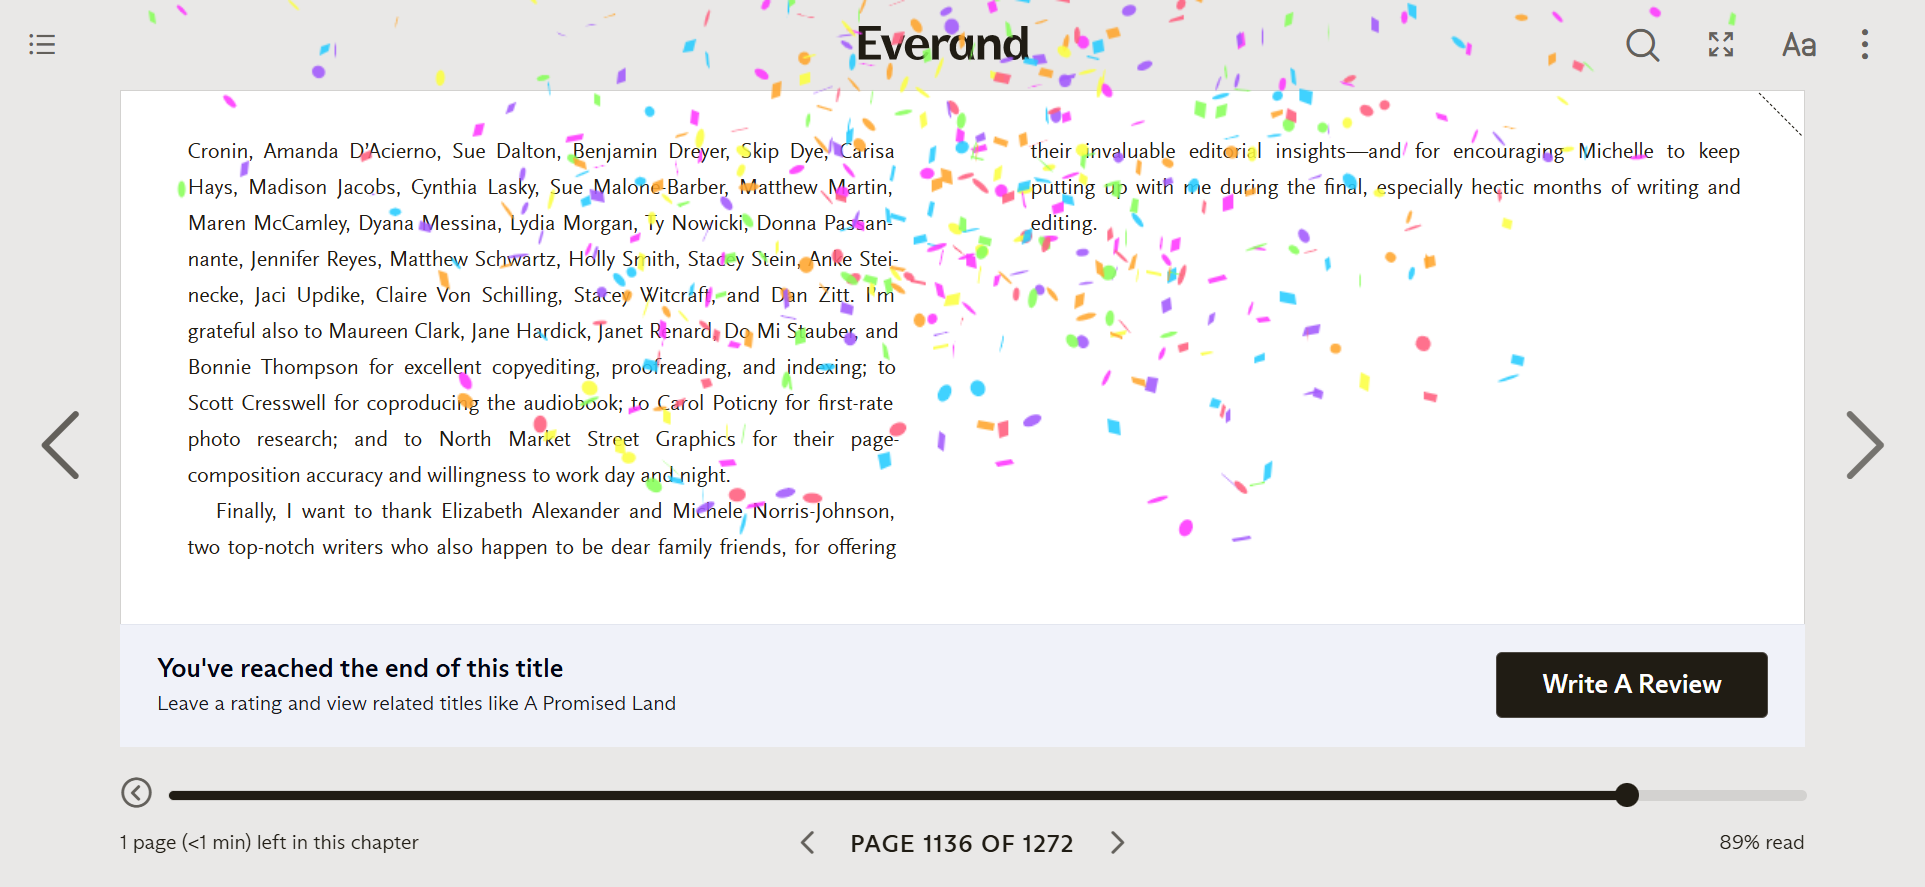 Everand
Aa
Cronin, Amanda D'Acierno, Sue Dalton, Benjamin Dreyer, Skip Dye, Carisa
Hays, Madison Jacobs, Cynthia Lasky, Sue Malone-Barber, Matthew Martin,
Maren McCamley, Dyana Messina, Lydia Morgan, Ty Nowicki, Donna Passan-
nante, Jennifer Reyes, Matthew Schwartz, Holly Smith, Stacey Stein, Anke Stei-
necke, Jaci Updike, Claire Von Schilling, Stacey Witcraft, and Dan Zitt. I'm
grateful also to Maureen Clark, Jane Hardick, Janet Renard, Do Mi Stauber, and
Bonnie Thompson for excellent copyediting, proofreading, and indexing; to
Scott Cresswell for coproducing the audiobook; to Carol Poticny for first-rate
photo research; and to North Market Street Graphics for their page-
composition accuracy and willingness to work day and night.
Finally, I want to thank Elizabeth Alexander and Michele Norris-Johnson,
two top-notch writers who also happen to be dear family friends, for offering
their invaluable editorial insights—and for encouraging Michelle to keep
putting up with me during the final, especially hectic months of writing and
editing.
You've reached the end of this title
Leave a rating and view related titles like A Promised Land
Write A Review
1 page (<1 min) left in this chapter
PAGE 1136 OF 1272
89% read